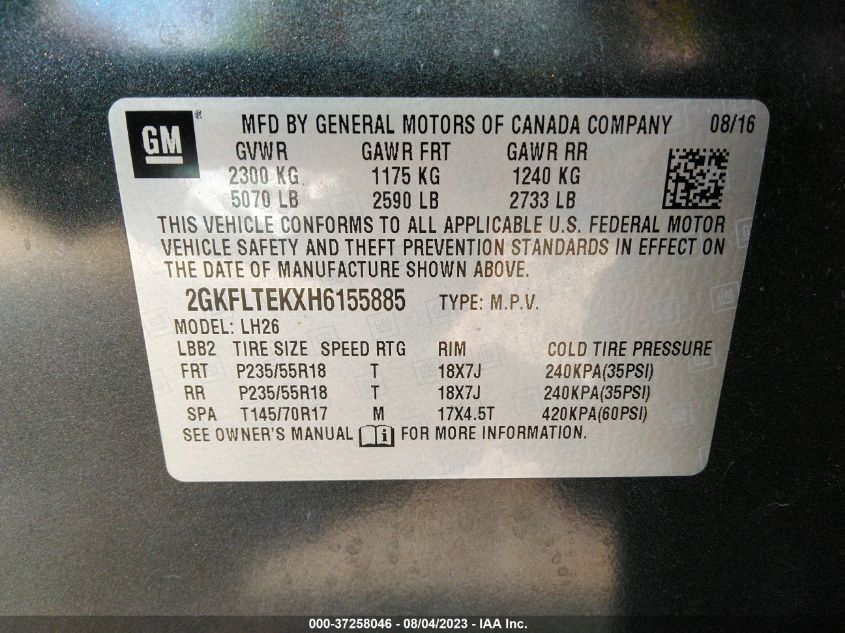 GM ® MFD BY GENERAL MOTORS OF CANADA COMPANY 08/16
GVWR GAWR FRT GAWR RR
2300 KG 1175 KG 1240 KG
5070 LB 2590 LB 2733 LB
THIS VEHICLE CONFORMS TO ALL APPLICABLE U.S. FEDERAL MOTOR
VEHICLE SAFETY AND THEFT PREVENTION STANDARDS IN EFFECT ON
THE DATE OF MANUFACTURE SHOWN ABOVE.
2GKFLTEKXH6155885 TYPE: M.P.V.
MODEL: LH26
LBB2 TIRE SIZE SPEED RTG RIM COLD TIRE PRESSURE
FRT P235/55R18 T 18X7J 240KPA(35PSI)
RR P235/55R18 T 18X7J 240KPA(35PSI)
SPA T145/70R17 M 17X4.5T 420KPA(60PSI)
SEE OWNER'S MANUAL i FOR MORE INFORMATION.
000-37258046 - 08/04/2023 - IAA Inc.